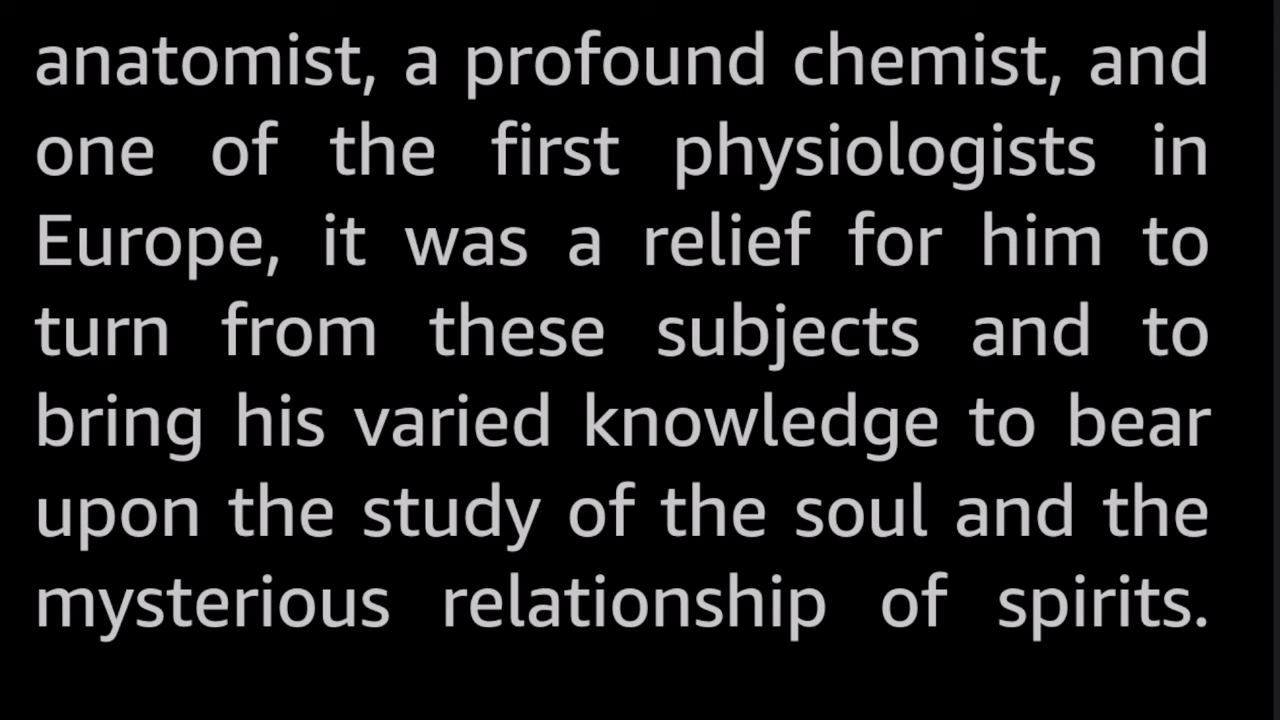 anatomist, a profound chemist, and
one of the first physiologists in
Europe, it was a relief for him to
turn from these subjects and to
bring his varied knowledge to bear
upon the study of the soul and the
mysterious relationship of spirits.